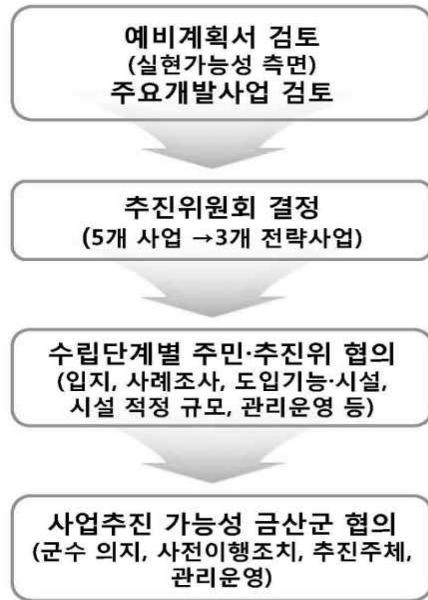 예비계획서 검토
(실현가능성 측면)
주요개발사업 검토
추진위원회 결정
(5개 사업 →3개 전략사업)
수립단계별 주민·추진위 협의
(입지, 사례조사, 도입기능·시설,
시설 적정 규모, 관리운영 등)
사업추진 가능성 금산군 협의
(군수 의지, 사전이행조치, 추진주체,
관리운영)